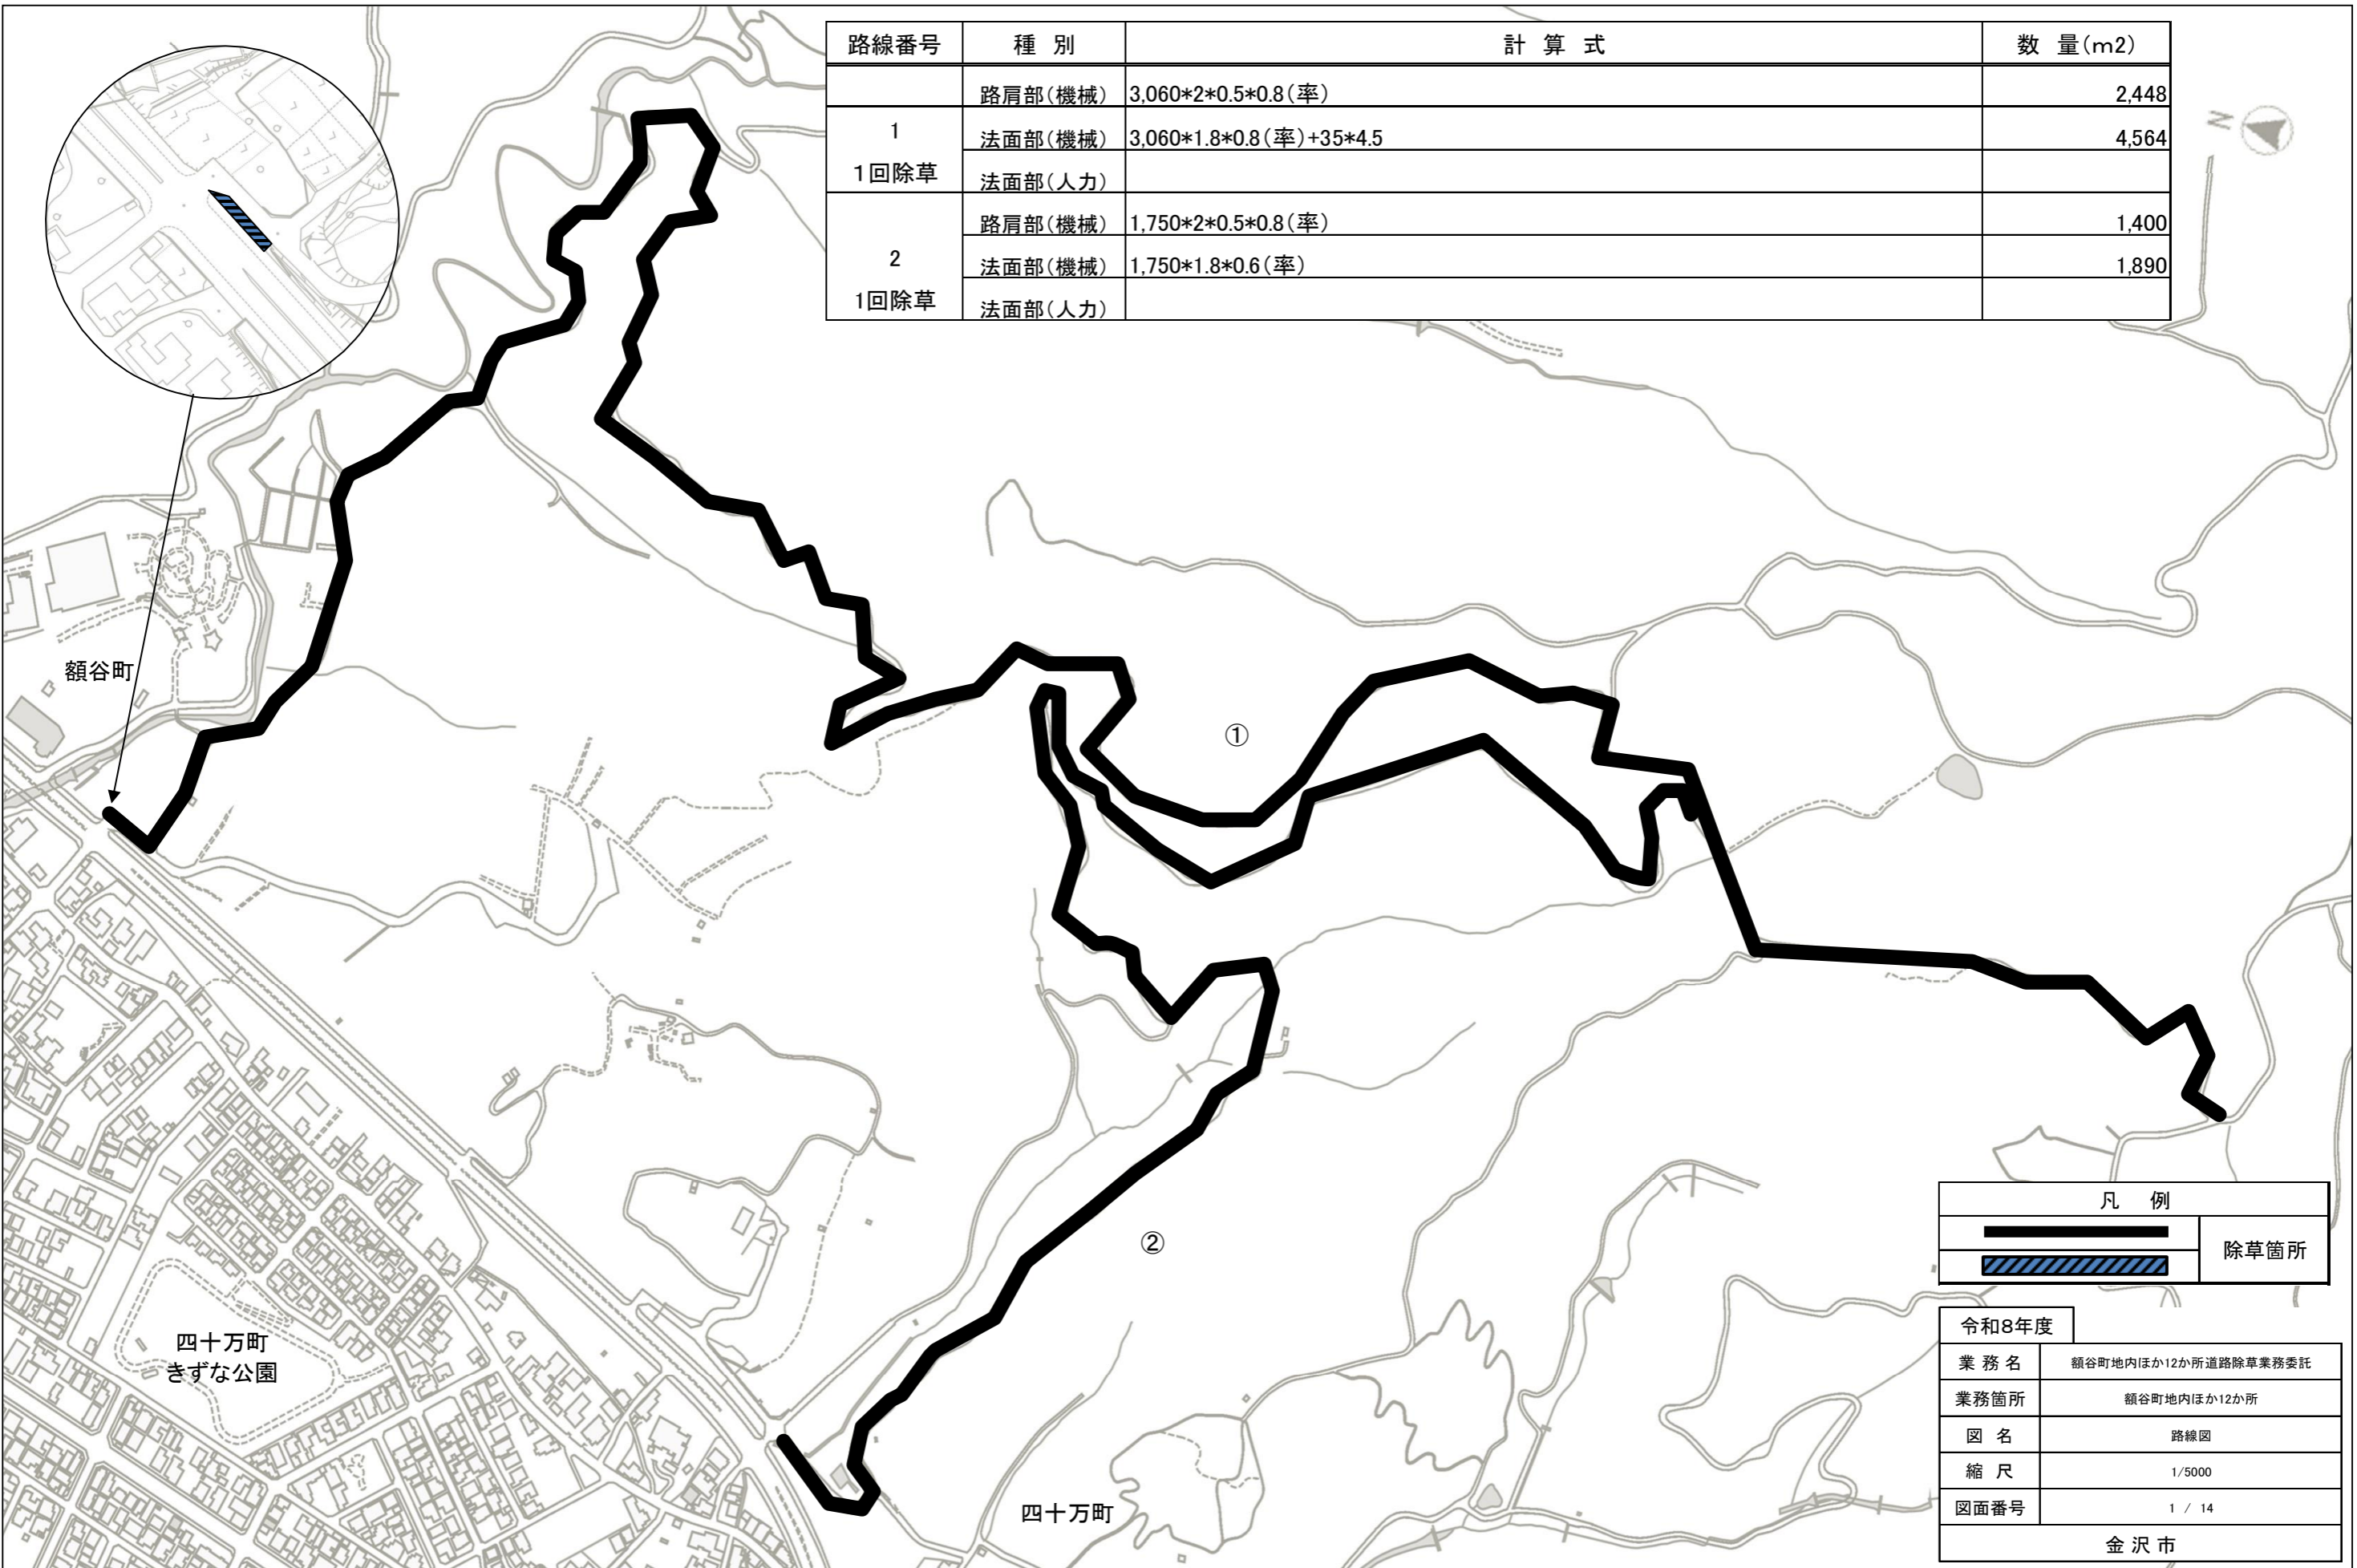 路線番号 種 別 計 算 式 数 量(m2)
路肩部(機械) 3,060*2*0.5*0.8(率) 2,448
1 法面部(機械) 3,060*1.8*0.8(率)+35*4.5 4,564
1回除草 法面部(人力)
路肩部(機械) 1,750*2*0.5*0.8(率) 1,400
2 法面部(機械) 1,750*1.8*0.6(率) 1,890
1回除草 法面部(人力)
N
額谷町
①
②
四十万町
きずな公園
四十万町
凡 例
除草箇所
令和8年度
業 務 名 額谷町地内ほか12か所道路除草業務委託
業務箇所 額谷町地内ほか12か所
図 名 路線図
縮 尺 1/5000
図面番号 1 / 14
金 沢 市